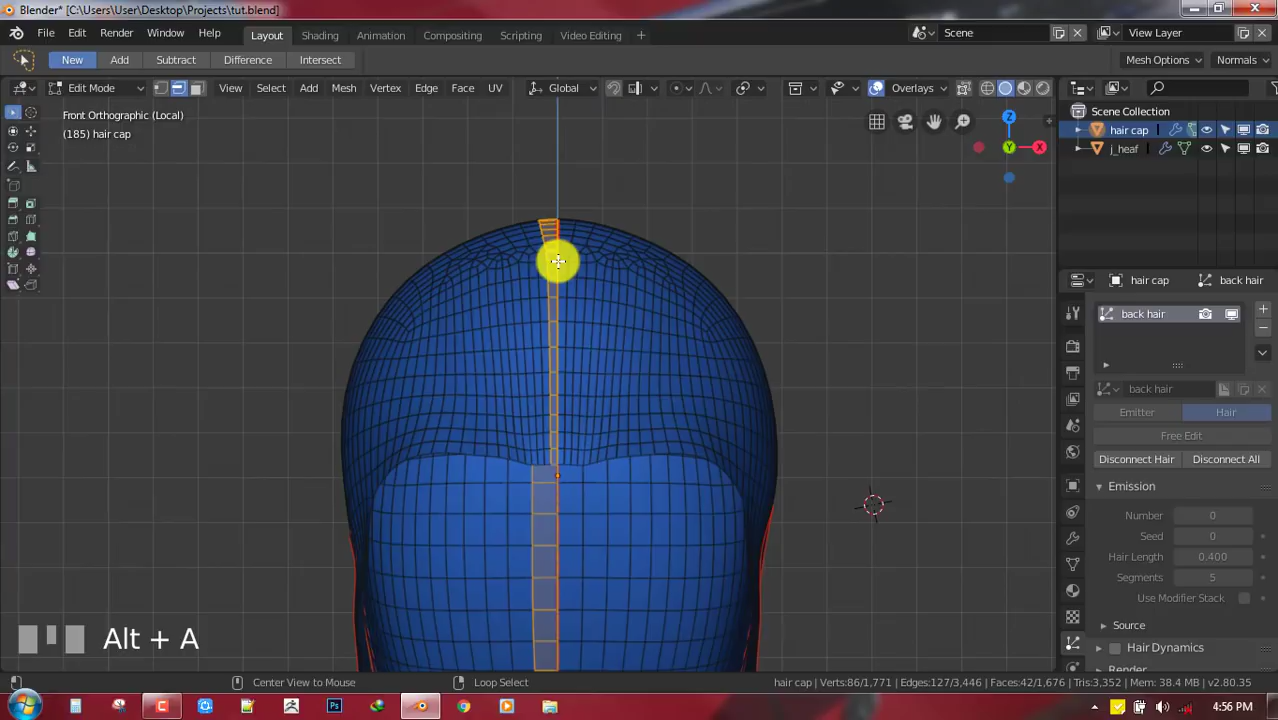 Blender* [C:\Users\User\Desktop\Projects\tut.blend]
File Edit Render Window Help Layout Shading Animation Compositing Scripting Video Editing + Scene View Layer
New Add Subtract Difference Intersect Mesh Options Normals
Edit Mode View Select Add Mesh Vertex Edge Face UV Global Overlays
Front Orthographic (Local)
(185) hair cap
Z
Y
X
Scene Collection
hair cap
j_heaf
hair cap back hair
back hair
back hair
Emitter Hair
Free Edit
Disconnect Hair Disconnect All
Emission
Number 0
Seed 0
Hair Length 0.400
Segments 5
Use Modifier Stack
Source
Hair Dynamics
Render
Alt + A
Center View to Mouse Loop Select hair cap | Verts:86/1,771 | Edges:127/3,446 | Faces:42/1,676 | Tris:3,352 | Mem: 38.4 MB | v2.80.35
4:56 PM